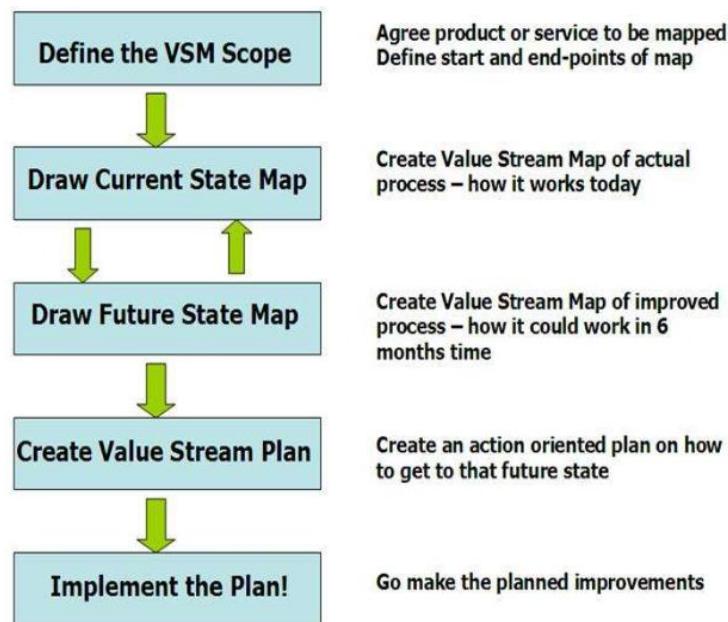 Define the VSM Scope
Agree product or service to be mapped
Define start and end-points of map
Draw Current State Map
Create Value Stream Map of actual
process – how it works today
Draw Future State Map
Create Value Stream Map of improved
process – how it could work in 6
months time
Create Value Stream Plan
Create an action oriented plan on how
to get to that future state
Implement the Plan!
Go make the planned improvements